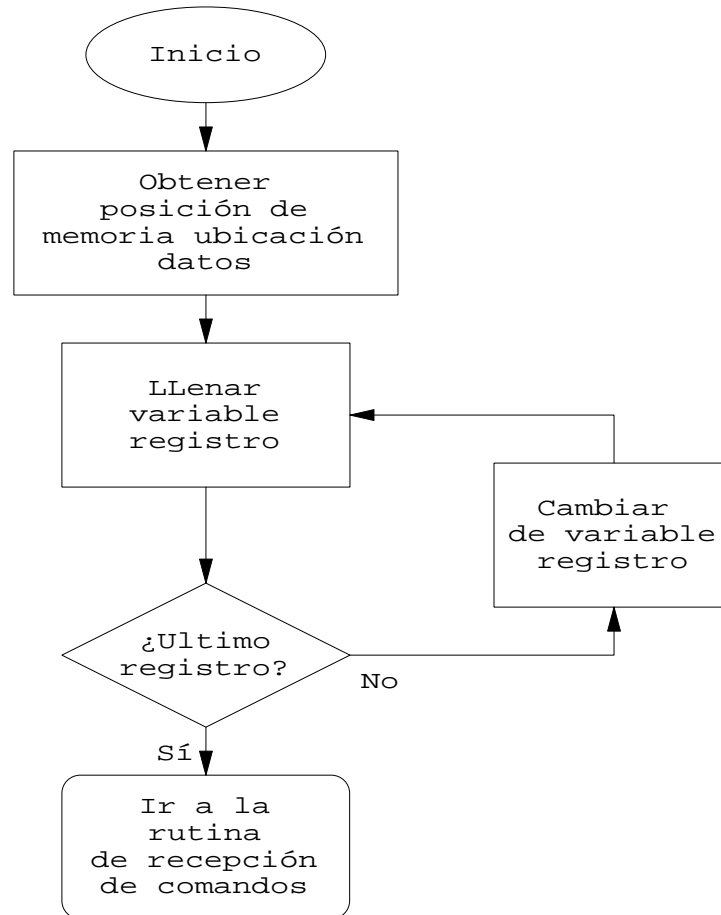 Inicio
Obtener
posición de
memoria ubicación
datos
LLenar
variable
registro
Cambiar
de variable
registro
¿Ultimo
registro?
No
Sí
Ir a la
rutina
de recepción
de comandos